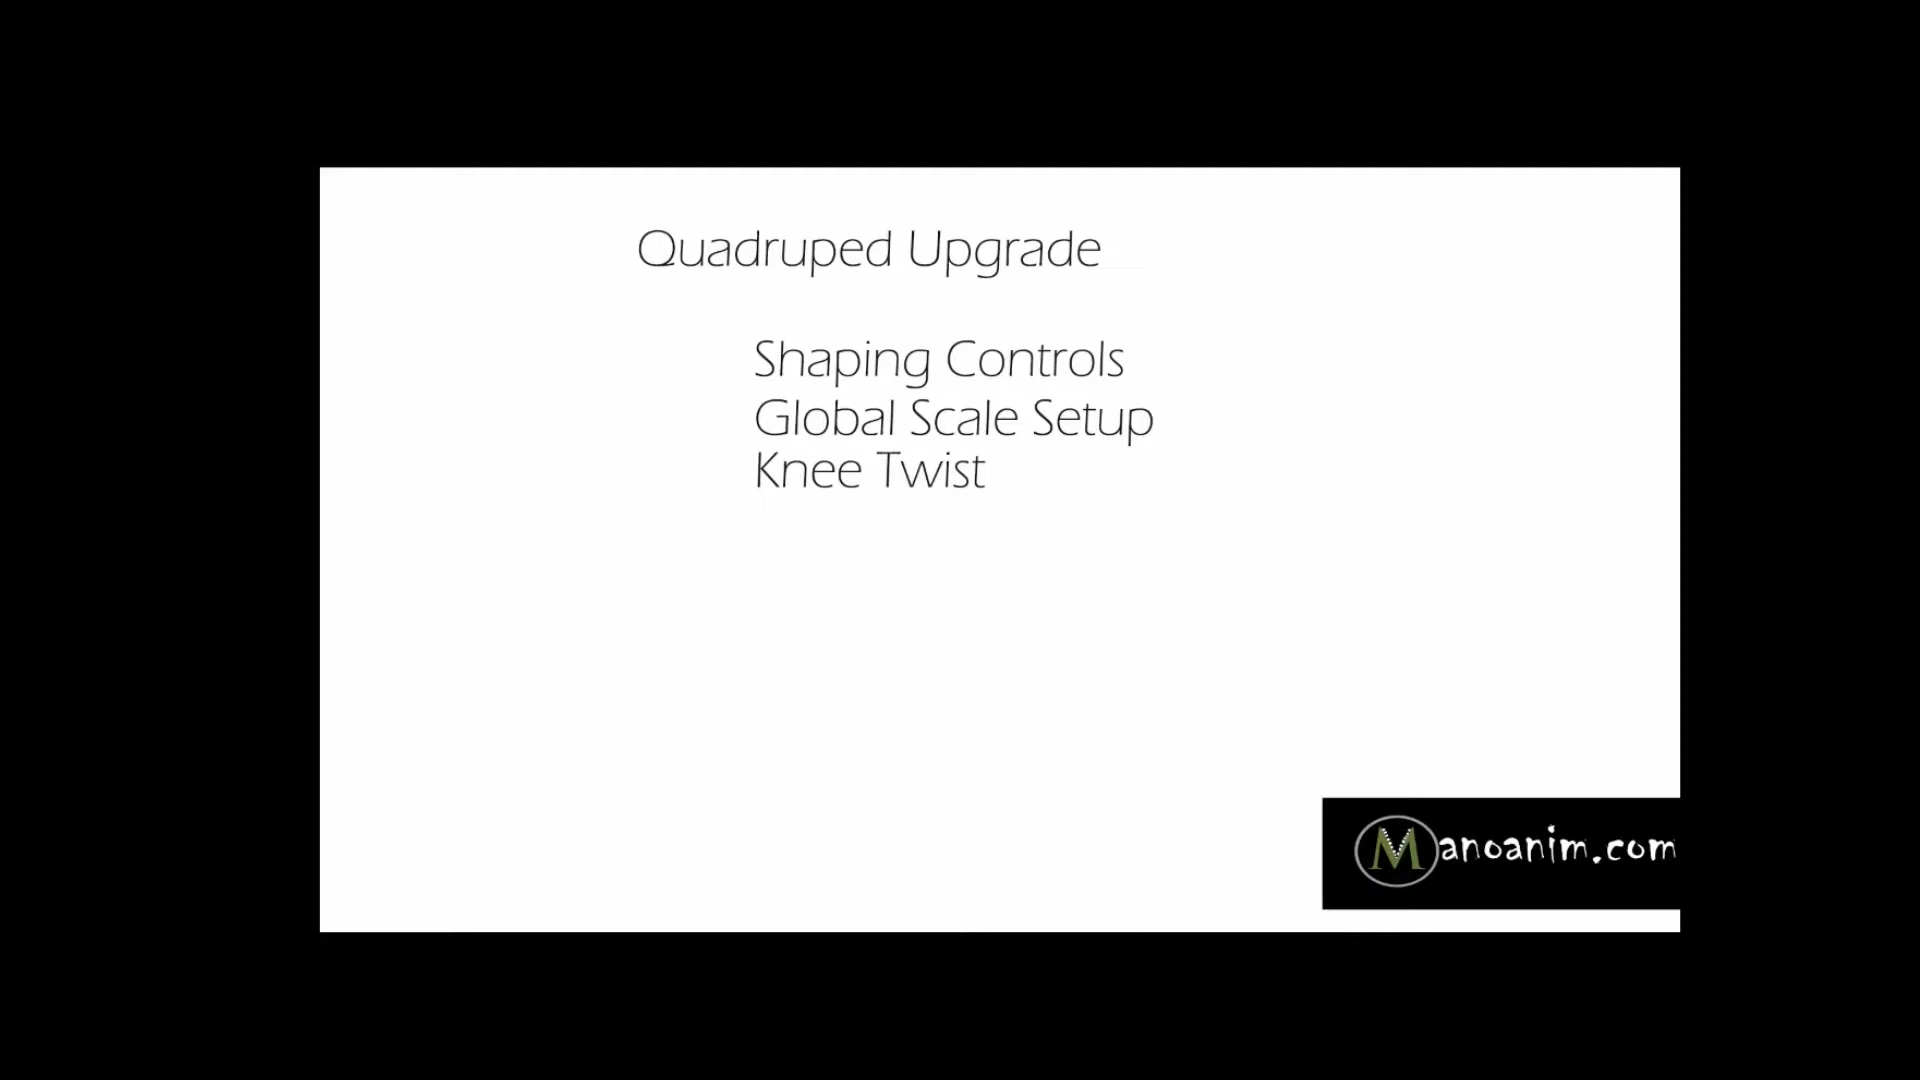 Quadruped Upgrade
Shaping Controls
Global Scale Setup
Knee Twist
Manoanim.com